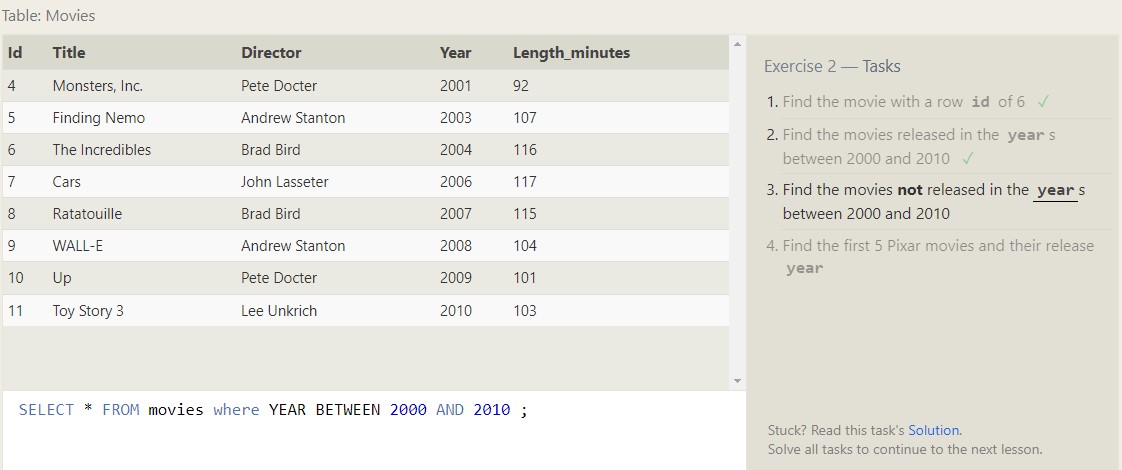 Table: Movies
Id Title Director Year Length_minutes
4 Monsters, Inc. Pete Docter 2001 92
5 Finding Nemo Andrew Stanton 2003 107
6 The Incredibles Brad Bird 2004 116
7 Cars John Lasseter 2006 117
8 Ratatouille Brad Bird 2007 115
9 WALL-E Andrew Stanton 2008 104
10 Up Pete Docter 2009 101
11 Toy Story 3 Lee Unkrich 2010 103
SELECT * FROM movies where YEAR BETWEEN 2000 AND 2010 ;
Exercise 2 — Tasks
1. Find the movie with a row id of 6 ✓
2. Find the movies released in the year s
between 2000 and 2010 ✓
3. Find the movies not released in the year s
between 2000 and 2010
4. Find the first 5 Pixar movies and their release
year
Stuck? Read this task's Solution.
Solve all tasks to continue to the next lesson.